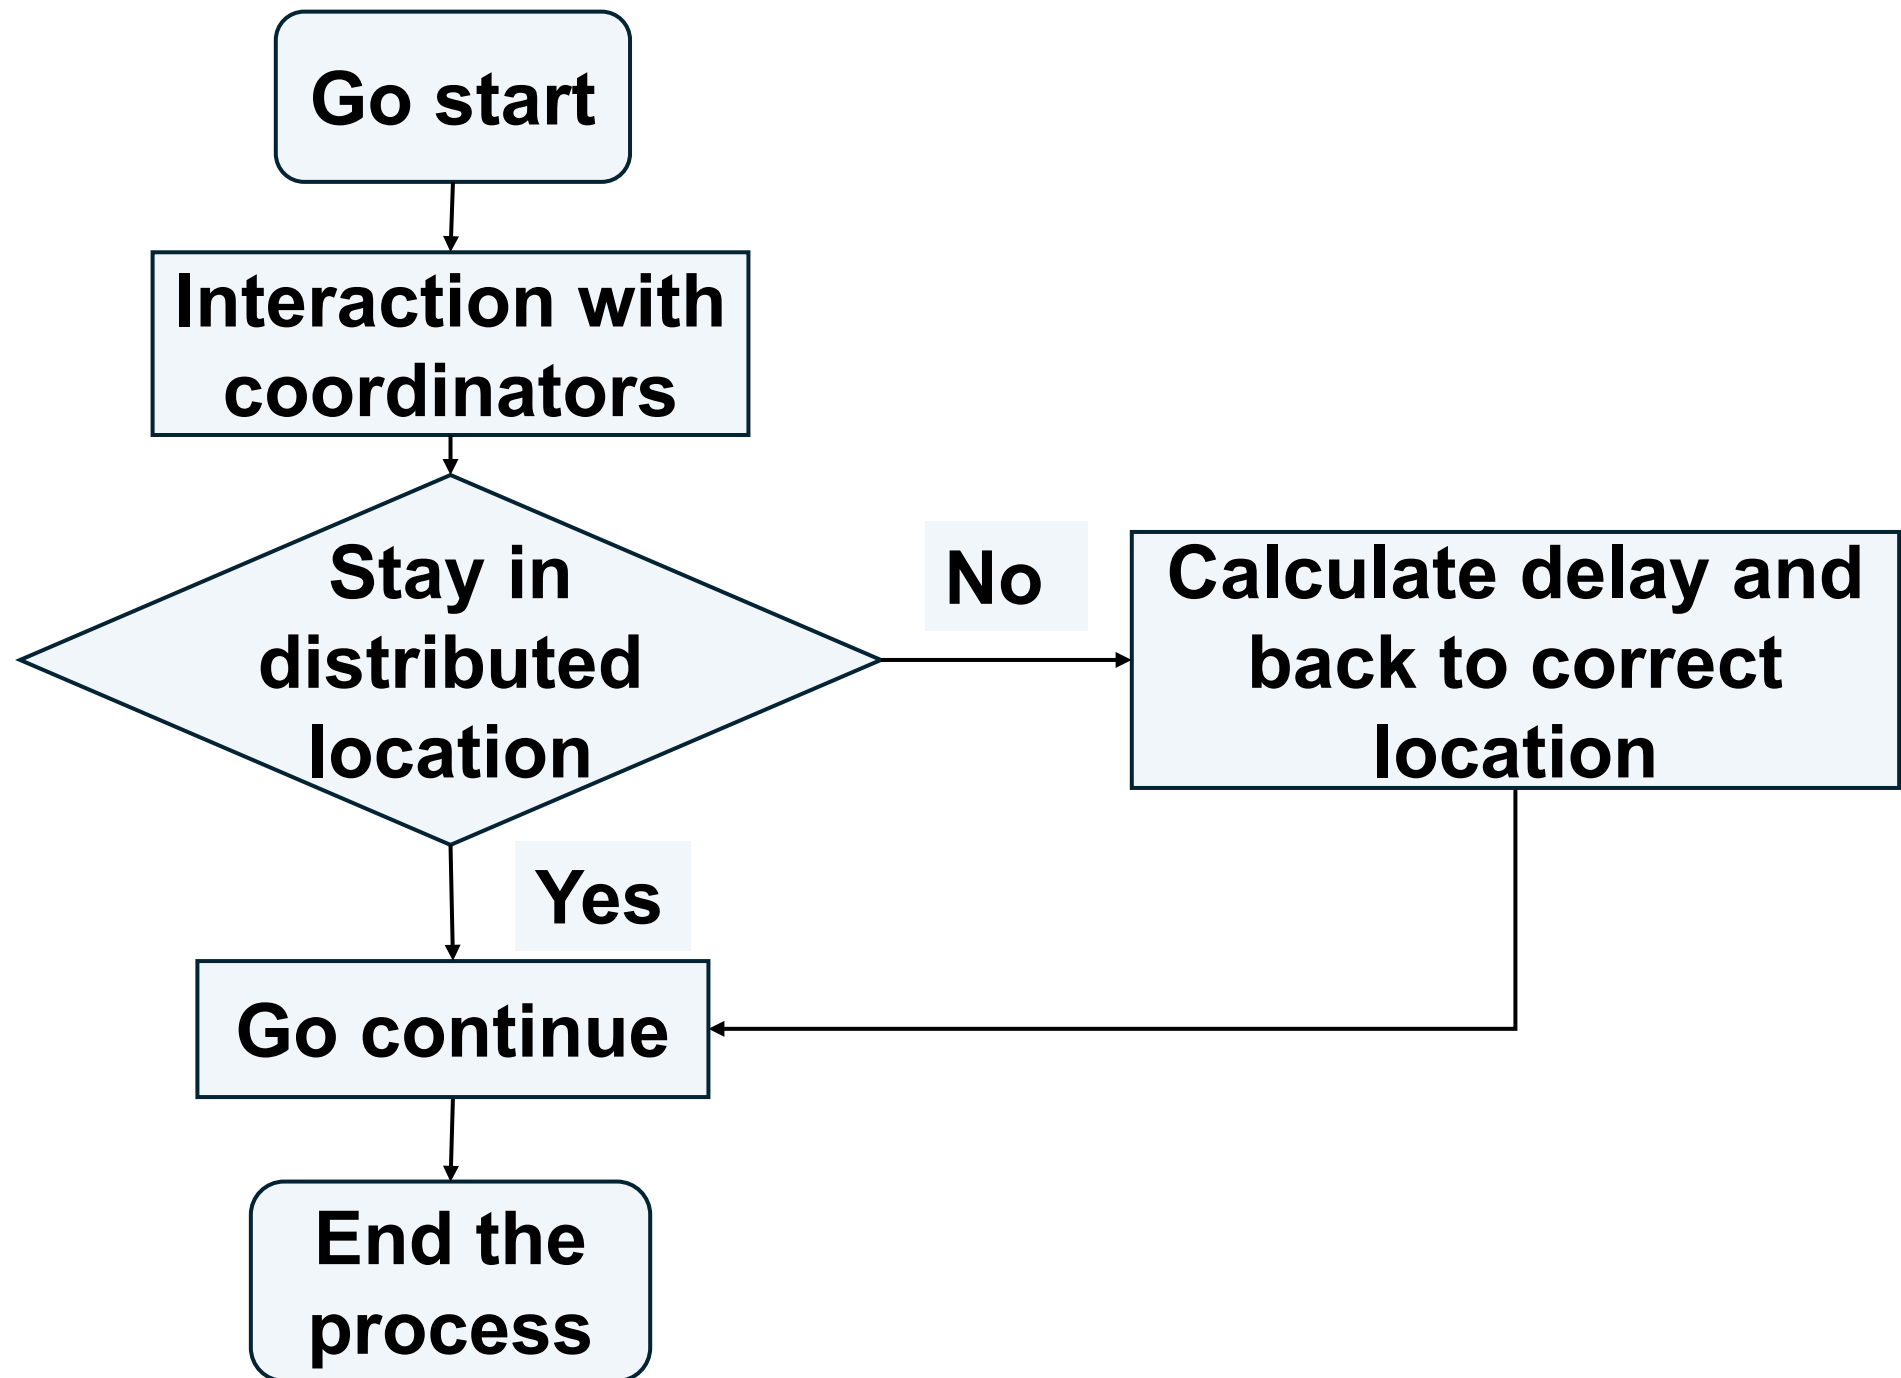 Go start
Interaction with
coordinators
Stay in
distributed
location
No
Calculate delay and
back to correct
location
Yes
Go continue
End the
process